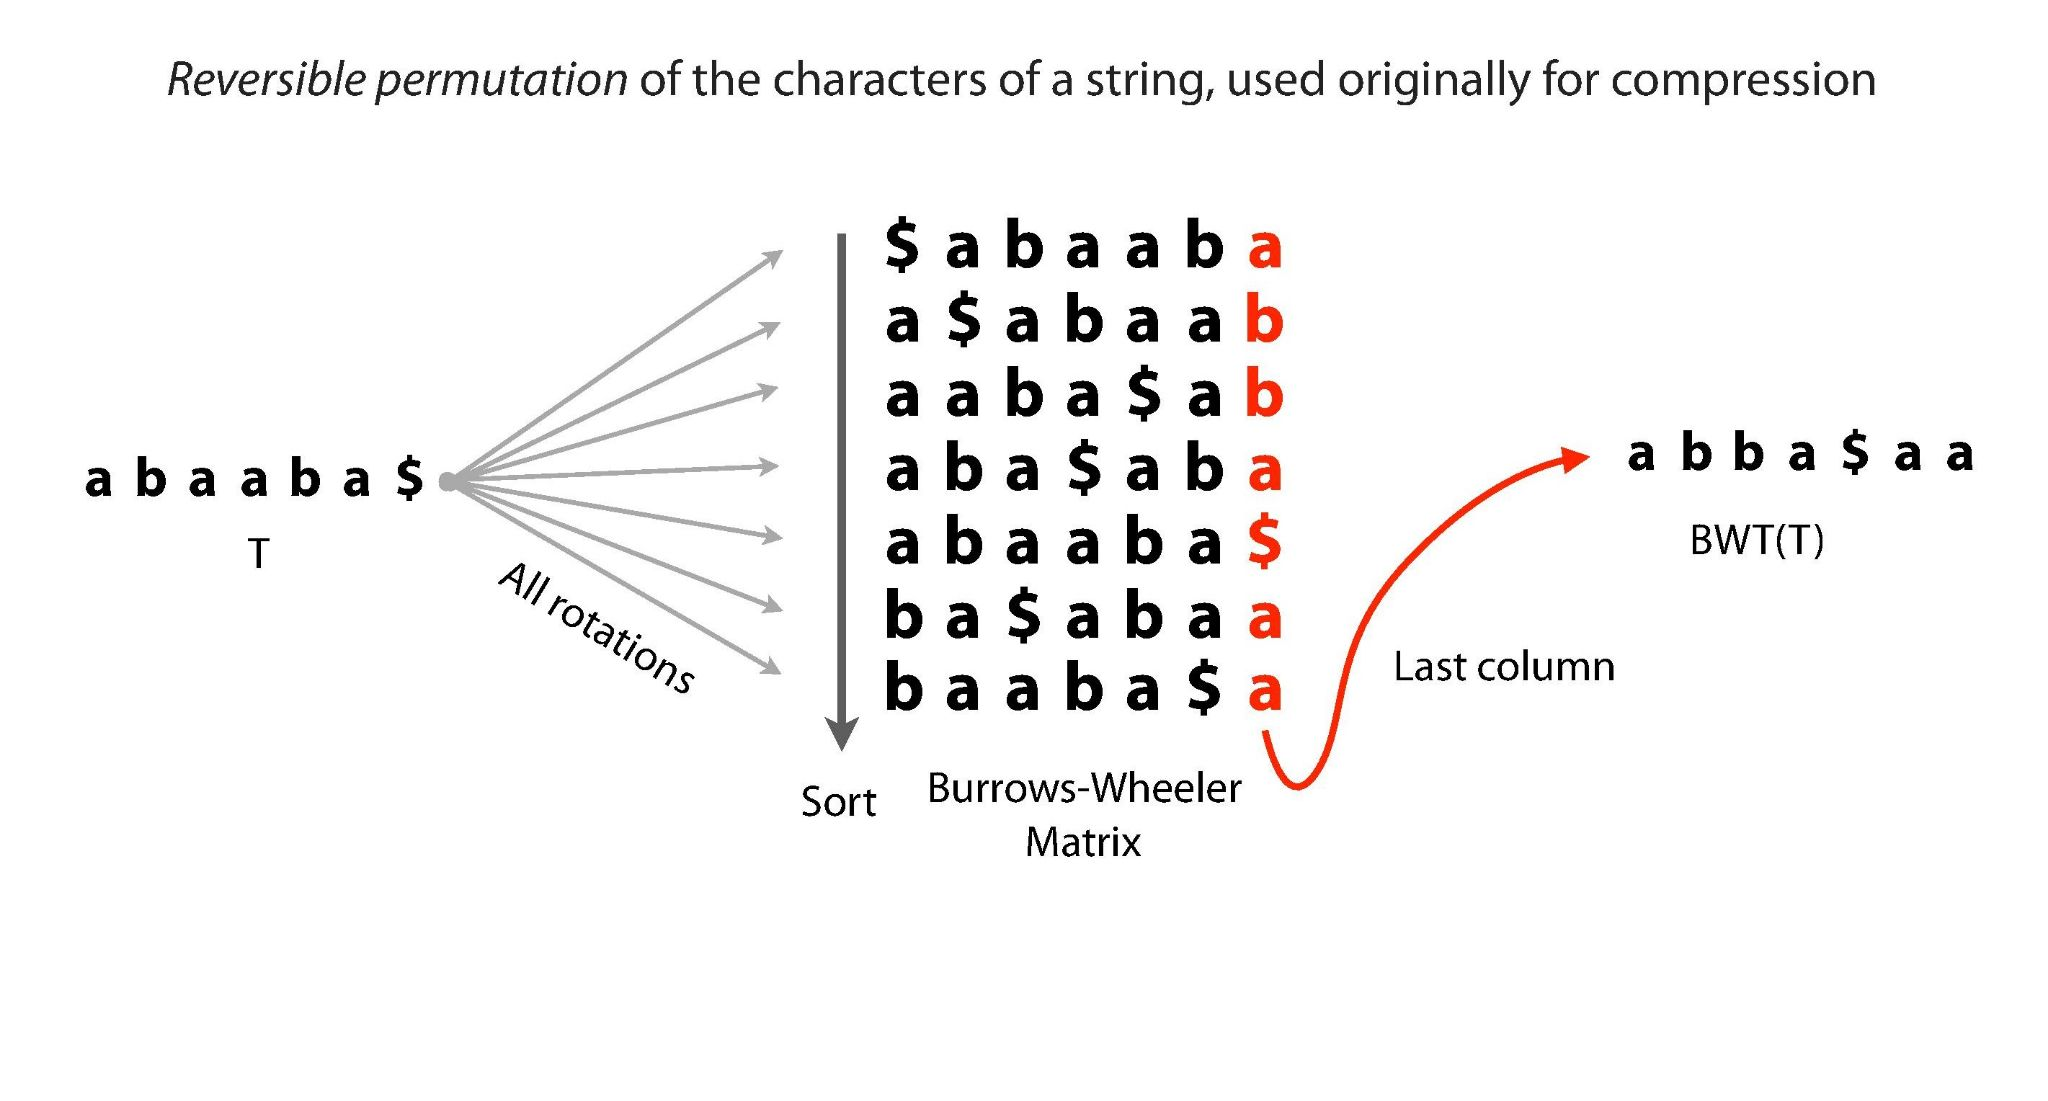 Reversible permutation of the characters of a string, used originally for compression
a b a a b a $
T
All rotations
$ a b a a b a
a $ a b a a b
a a b a $ a b
a b a $ a b a
a b a a b a $
b a $ a b a a
b a a b a $ a
Sort
Burrows-Wheeler
Matrix
Last column
a b b a $ a a
BWT(T)